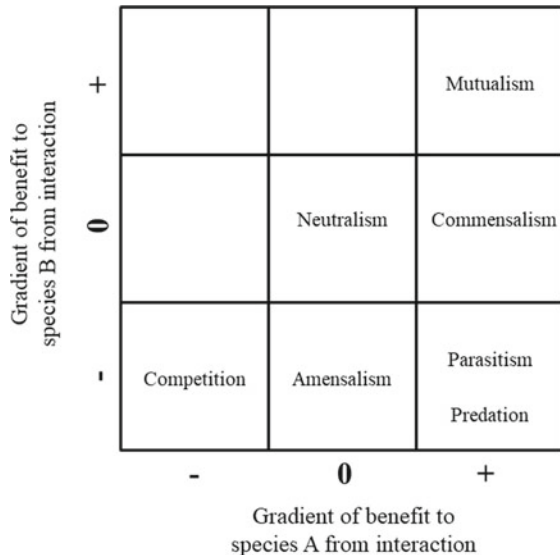 Gradient of benefit to
species B from interaction
+
0
-
Mutualism
Neutralism
Commensalism
Competition
Amensalism
Parasitism
Predation
-
0
+
Gradient of benefit to
species A from interaction